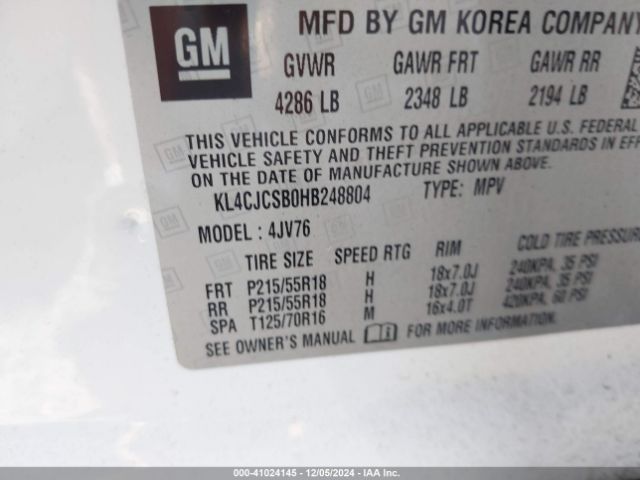 GM
MFD BY GM KOREA COMPANY
GVWR GAWR FRT GAWR RR
4286 LB 2348 LB 2194 LB
THIS VEHICLE CONFORMS TO ALL APPLICABLE U.S. FEDERAL
VEHICLE SAFETY AND THEFT PREVENTION STANDARDS IN
ON THE DATE OF MANUFACTURE SHOWN ABOVE.
KL4CJCSB0HB248804 TYPE: MPV
MODEL: 4JV76
TIRE SIZE SPEED RTG RIM COLD TIRE PRESSURE
FRT P215/55R18 H 18x7.0J 240KPA, 35 PSI
RR P215/55R18 H 18x7.0J 240KPA, 35 PSI
SPA T125/70R16 M 16x4.0T 420KPA, 60 PSI
SEE OWNER'S MANUAL FOR MORE INFORMATION.
000-41024145 - 12/05/2024 - IAA Inc.